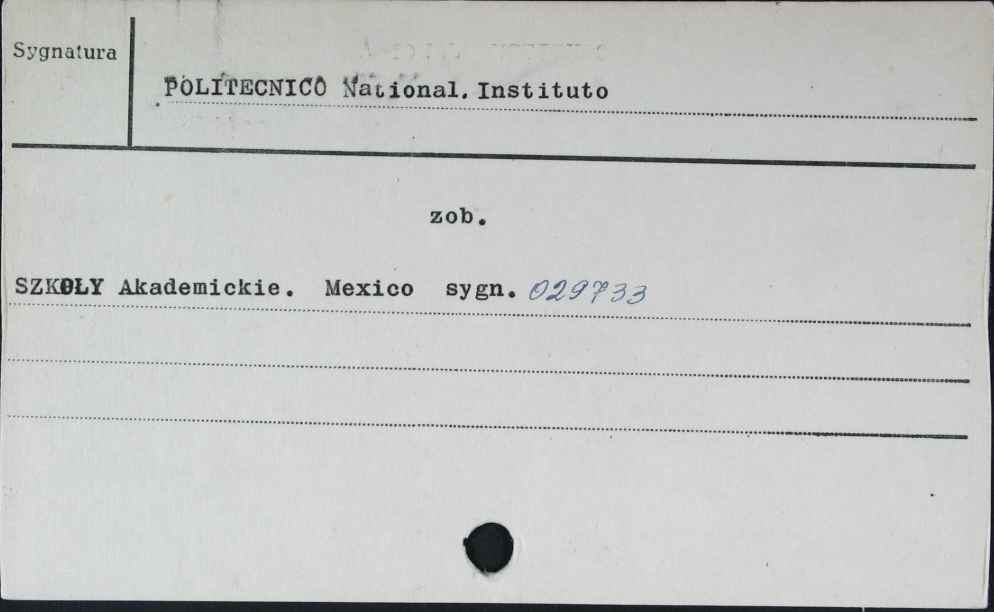 Sygnatura
POLITECNICO National. Instituto
zob.
SZKOŁY Akademickie. Mexico sygn. 029733